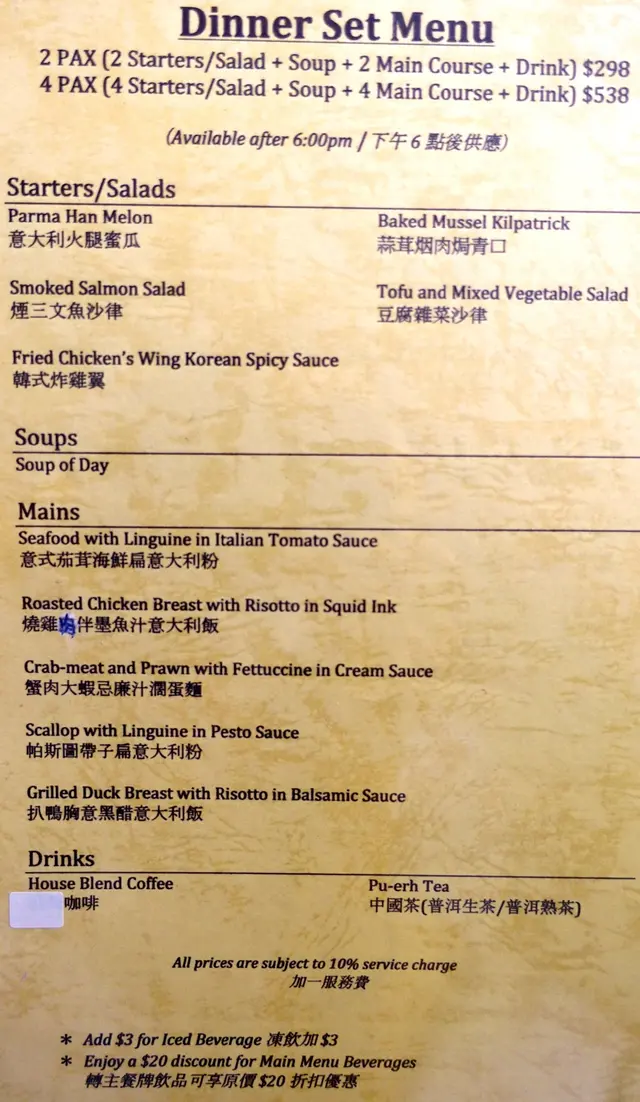 Dinner Set Menu
2 PAX (2 Starters/Salad + Soup + 2 Main Course + Drink) $298
4 PAX (4 Starters/Salad + Soup + 4 Main Course + Drink) $538
(Available after 6:00pm / 下午 6 點後供應)
Starters/Salads
Parma Han Melon
意大利火腿蜜瓜
Baked Mussel Kilpatrick
蒜茸烟肉焗青口
Smoked Salmon Salad
煙三文魚沙律
Tofu and Mixed Vegetable Salad
豆腐雜菜沙律
Fried Chicken's Wing Korean Spicy Sauce
韓式炸雞翼
Soups
Soup of Day
Mains
Seafood with Linguine in Italian Tomato Sauce
意式茄茸海鮮扁意大利粉
Roasted Chicken Breast with Risotto in Squid Ink
燒雞肉伴墨魚汁意大利飯
Crab-meat and Prawn with Fettuccine in Cream Sauce
蟹肉大蝦忌廉汁濶蛋麵
Scallop with Linguine in Pesto Sauce
帕斯圖帶子扁意大利粉
Grilled Duck Breast with Risotto in Balsamic Sauce
扒鴨胸意黑醋意大利飯
Drinks
House Blend Coffee
咖啡
Pu-erh Tea
中國茶(普洱生茶/普洱熟茶)
All prices are subject to 10% service charge
加一服務費
* Add $3 for Iced Beverage 凍飲加 $3
* Enjoy a $20 discount for Main Menu Beverages
轉主餐牌飲品可享原價 $20 折扣優惠